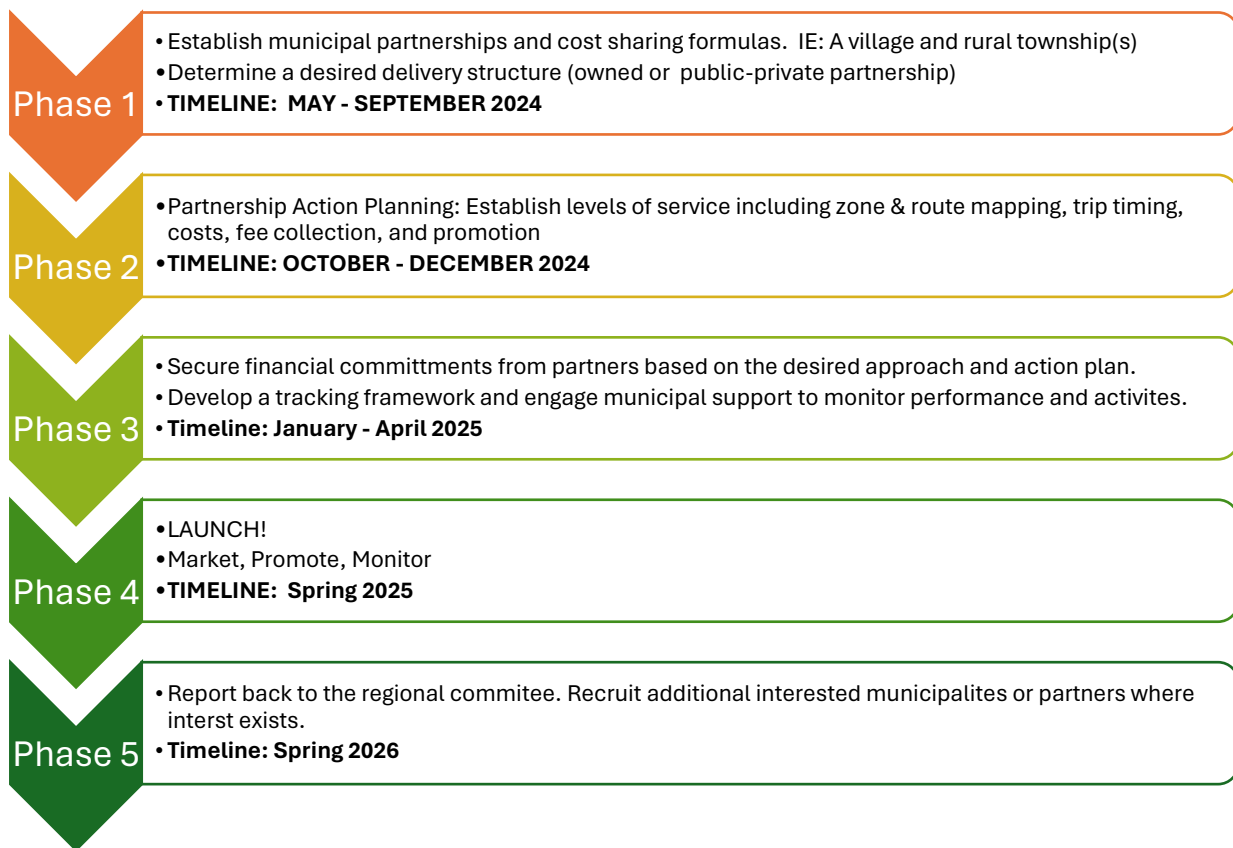 Phase 1
• Establish municipal partnerships and cost sharing formulas.  IE: A village and rural township(s)
• Determine a desired delivery structure (owned or  public-private partnership)
• TIMELINE:  MAY - SEPTEMBER 2024
Phase 2
• Partnership Action Planning: Establish levels of service including zone & route mapping, trip timing,
costs, fee collection, and promotion
• TIMELINE: OCTOBER - DECEMBER 2024
Phase 3
• Secure financial committments from partners based on the desired approach and action plan.
• Develop a tracking framework and engage municipal support to monitor performance and activites.
• Timeline: January - April 2025
Phase 4
• LAUNCH!
• Market, Promote, Monitor
• TIMELINE:  Spring 2025
Phase 5
• Report back to the regional commitee. Recruit additional interested municipalites or partners where
interst exists.
• Timeline: Spring 2026